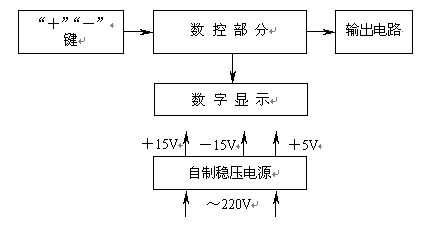 “＋”“－”
键
数 控 部 分
输出电路
数 字 显 示
＋15V
－15V
＋5V
自制稳压电源
～220V